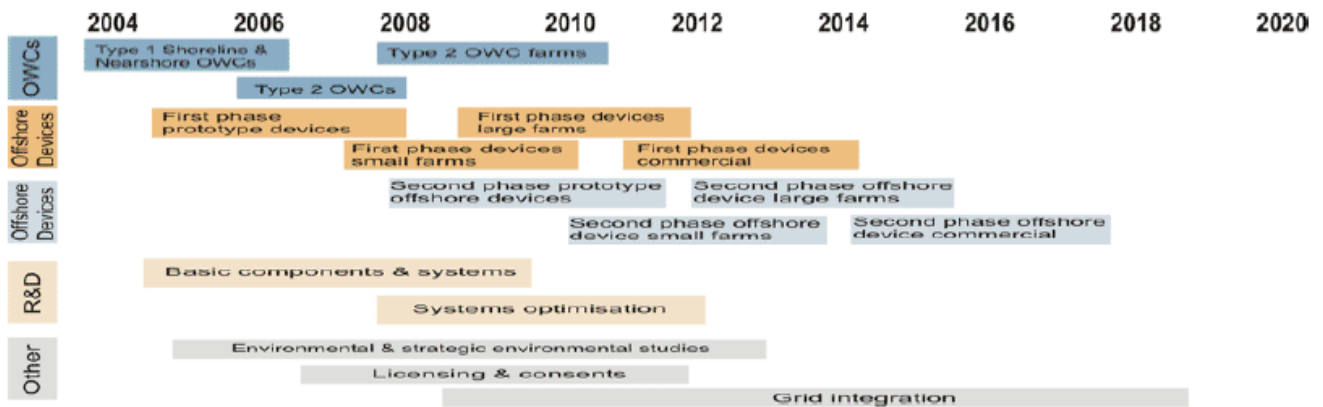 2004 2006 2008 2010 2012 2014 2016 2018 2020
OWCs
Type 1 Shoreline &
Nearshore OWCs
Type 2 OWC farms
Type 2 OWCs
Offshore
Devices
First phase
prototype devices
First phase devices
large farms
First phase devices
small farms
First phase devices
commercial
Offshore
Devices
Second phase prototype
offshore devices
Second phase offshore
device large farms
Second phase offshore
device small farms
Second phase offshore
device commercial
R&D
Basic components & systems
Systems optimisation
Other
Environmental & strategic environmental studies
Licensing & consents
Grid integration